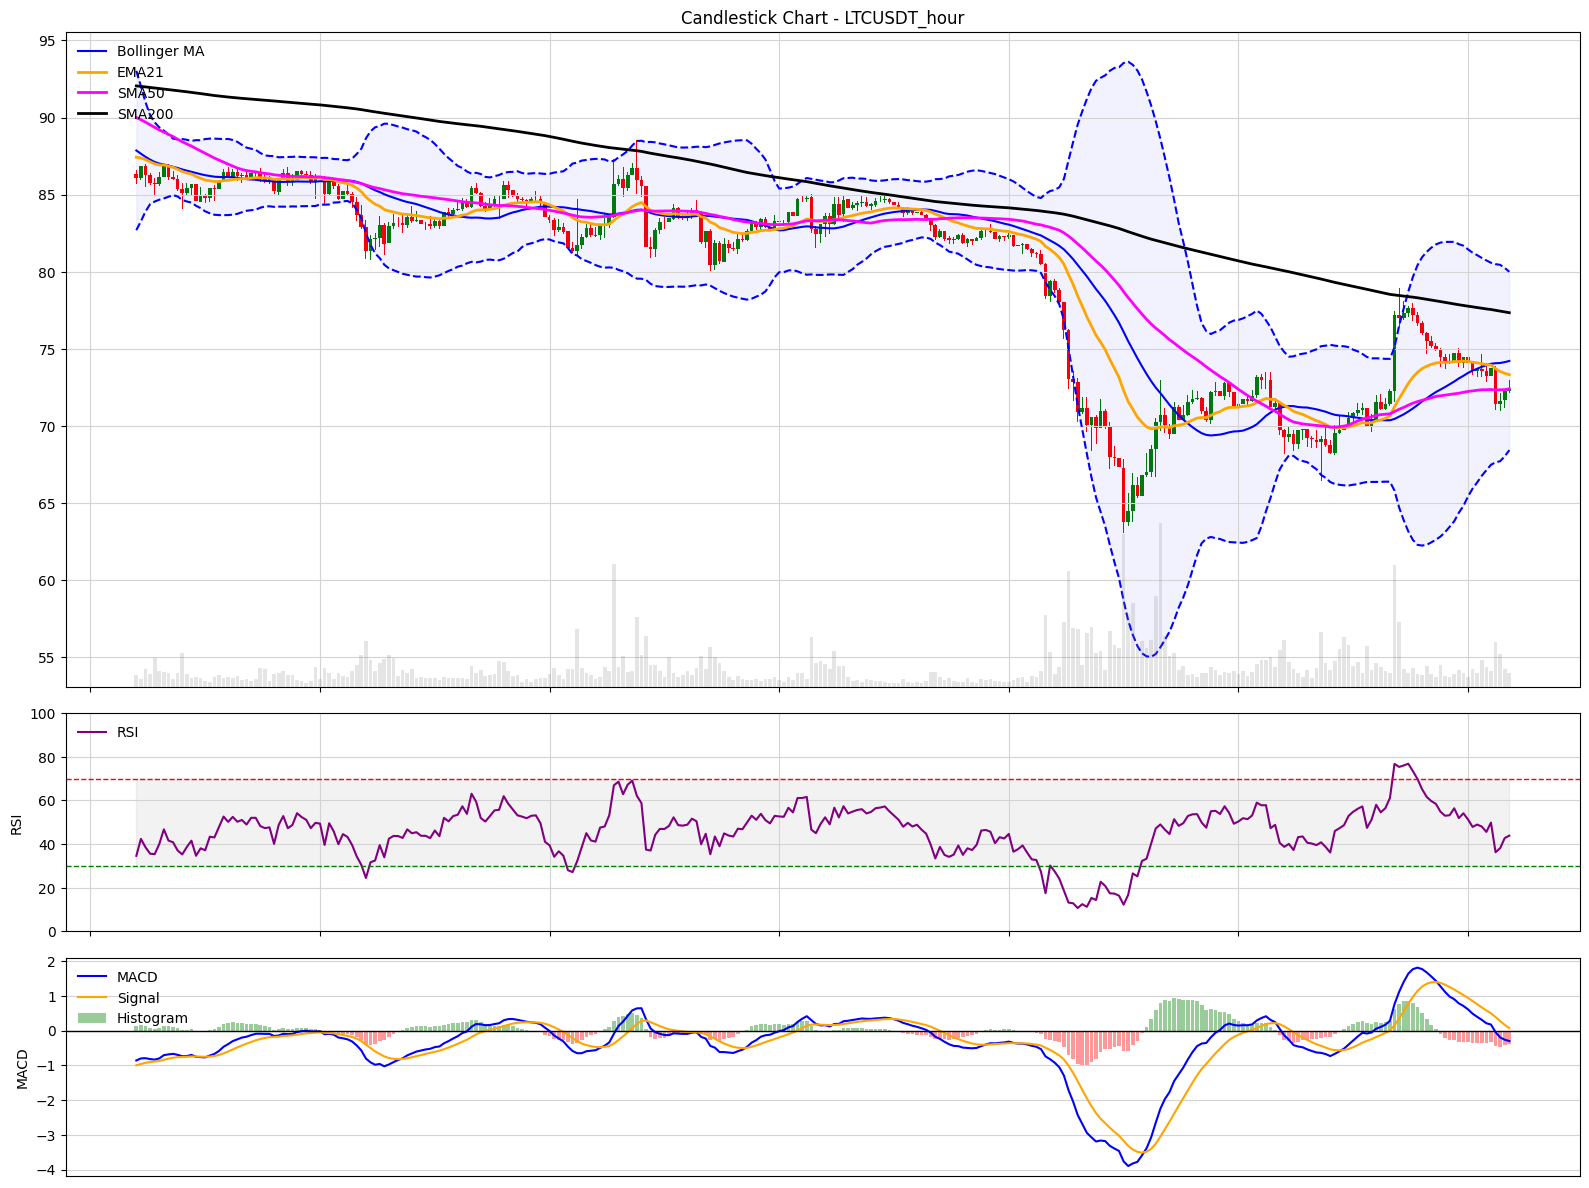 Candlestick Chart - LTCUSDT_hour
Bollinger MA
EMA21
SMA50
SMA200
95
90
85
80
75
70
65
60
55
RSI
100
80
60
40
20
0
RSI
MACD
Signal
Histogram
2
1
0
−1
−2
−3
−4
MACD